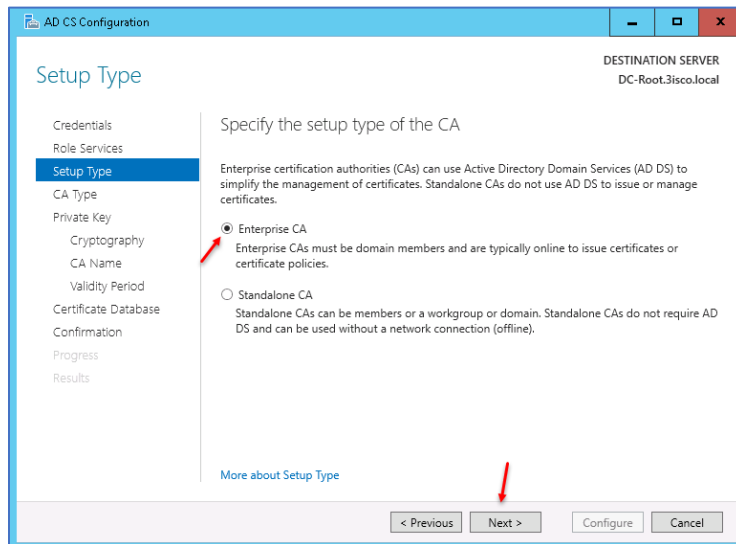 AD CS Configuration
DESTINATION SERVER
DC-Root.3isco.local
Setup Type
Credentials
Role Services
Setup Type
CA Type
Private Key
Cryptography
CA Name
Validity Period
Certificate Database
Confirmation
Progress
Results
Specify the setup type of the CA
Enterprise certification authorities (CAs) can use Active Directory Domain Services (AD DS) to
simplify the management of certificates. Standalone CAs do not use AD DS to issue or manage
certificates.
Enterprise CA
Enterprise CAs must be domain members and are typically online to issue certificates or
certificate policies.
Standalone CA
Standalone CAs can be members or a workgroup or domain. Standalone CAs do not require AD
DS and can be used without a network connection (offline).
More about Setup Type
< Previous
Next >
Configure
Cancel